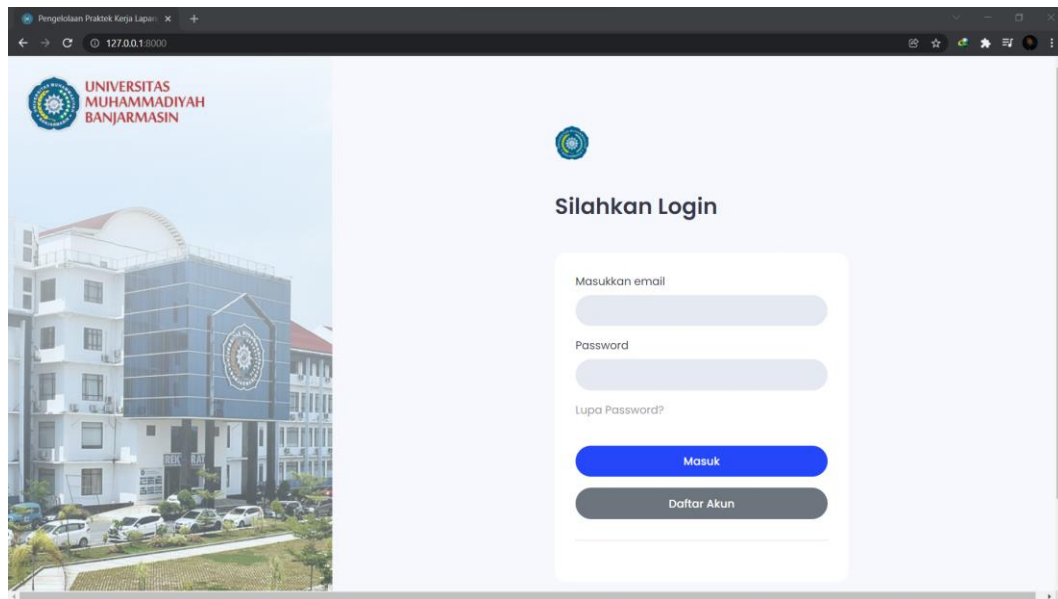 Pengelolaan Praktek Kerja Lapan
127.0.0.1:8000
UNIVERSITAS
MUHAMMADIYAH
BANJARMASIN
Silahkan Login
Masukkan email
Password
Lupa Password?
Masuk
Daftar Akun